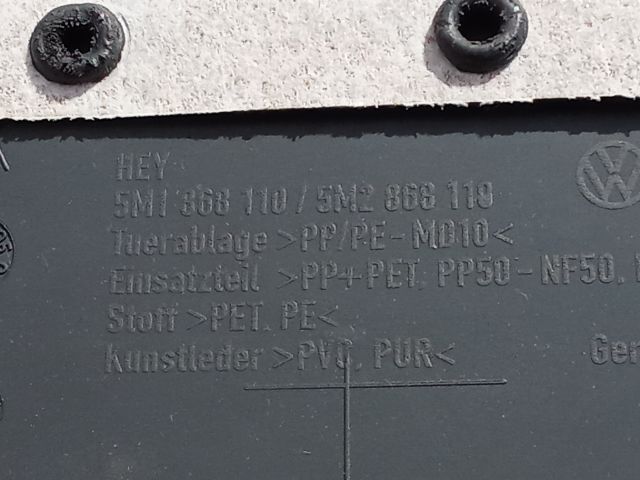 HEY
5M1 868 110 / 5M2 868 110
Tuerablage >PP/PE-MD10<
Einsatzteil >PP+PET, PP50-NF50,
Stoff >PET, PE<
Kunstleder >PVC, PUR<
Ger